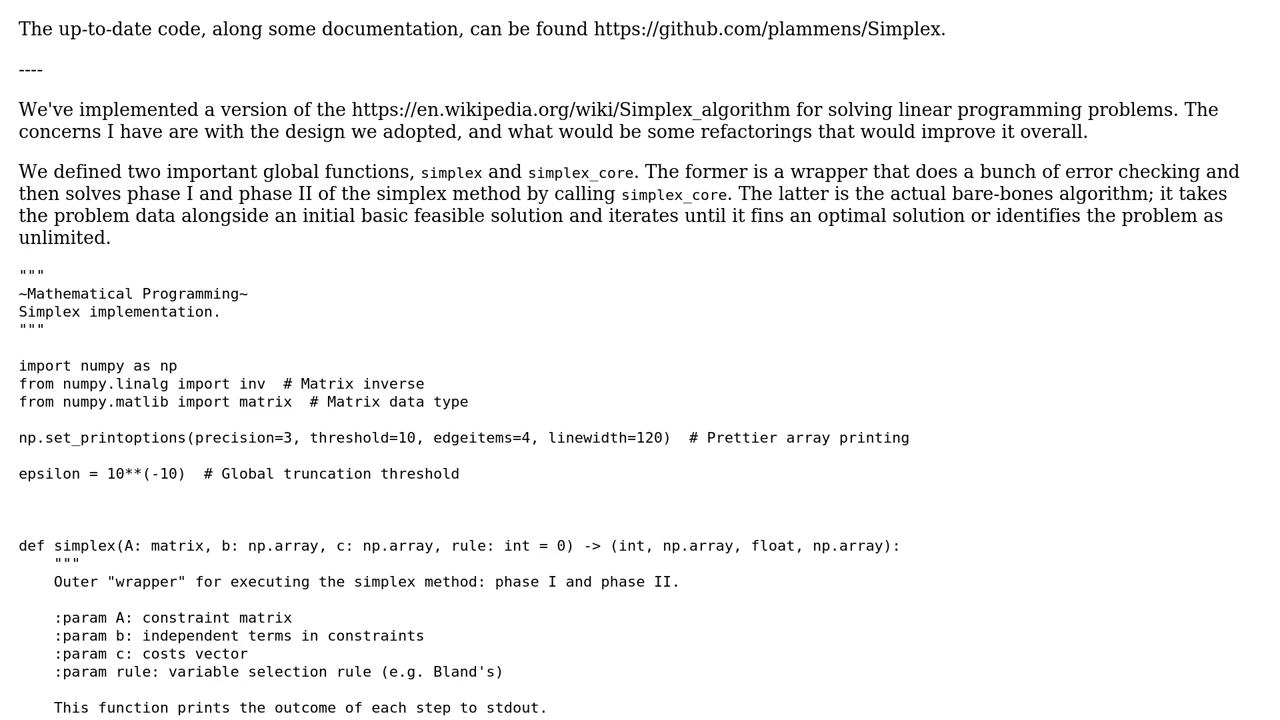 The up-to-date code, along some documentation, can be found https://github.com/plammens/Simplex.
----
We've implemented a version of the https://en.wikipedia.org/wiki/Simplex_algorithm for solving linear programming problems. The
concerns I have are with the design we adopted, and what would be some refactorings that would improve it overall.
We defined two important global functions, simplex and simplex_core. The former is a wrapper that does a bunch of error checking and
then solves phase I and phase II of the simplex method by calling simplex_core. The latter is the actual bare-bones algorithm; it takes
the problem data alongside an initial basic feasible solution and iterates until it fins an optimal solution or identifies the problem as
unlimited.
"""
~Mathematical Programming~
Simplex implementation.
"""
import numpy as np
from numpy.linalg import inv  # Matrix inverse
from numpy.matlib import matrix  # Matrix data type
np.set_printoptions(precision=3, threshold=10, edgeitems=4, linewidth=120)  # Prettier array printing
epsilon = 10**(-10)  # Global truncation threshold
def simplex(A: matrix, b: np.array, c: np.array, rule: int = 0) -> (int, np.array, float, np.array):
    """
    Outer "wrapper" for executing the simplex method: phase I and phase II.
    :param A: constraint matrix
    :param b: independent terms in constraints
    :param c: costs vector
    :param rule: variable selection rule (e.g. Bland's)
    This function prints the outcome of each step to stdout.